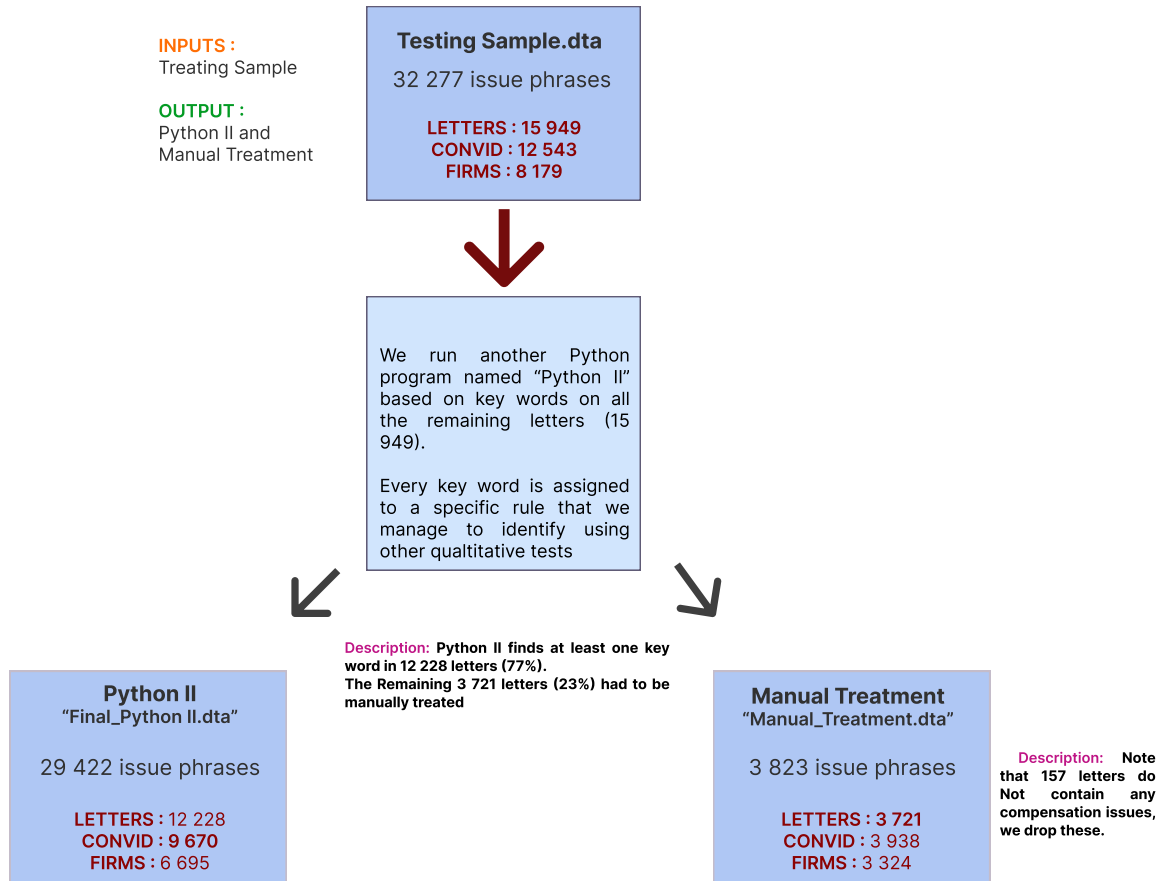 INPUTS :
Treating Sample
OUTPUT :
Python II and
Manual Treatment
Testing Sample.dta
32 277 issue phrases
LETTERS : 15 949
CONVID : 12 543
FIRMS : 8 179
We run another Python
program named “Python II”
based on key words on all
the remaining letters (15
949).
Every key word is assigned
to a specific rule that we
manage to identify using
other qualtitative tests
Description: Python II finds at least one key
word in 12 228 letters (77%).
The Remaining 3 721 letters (23%) had to be
manually treated
Python II
“Final_Python II.dta”
29 422 issue phrases
LETTERS : 12 228
CONVID : 9 670
FIRMS : 6 695
Manual Treatment
“Manual_Treatment.dta”
3 823 issue phrases
LETTERS : 3 721
CONVID : 3 938
FIRMS : 3 324
Description: Note
that 157 letters do
Not contain any
compensation issues,
we drop these.